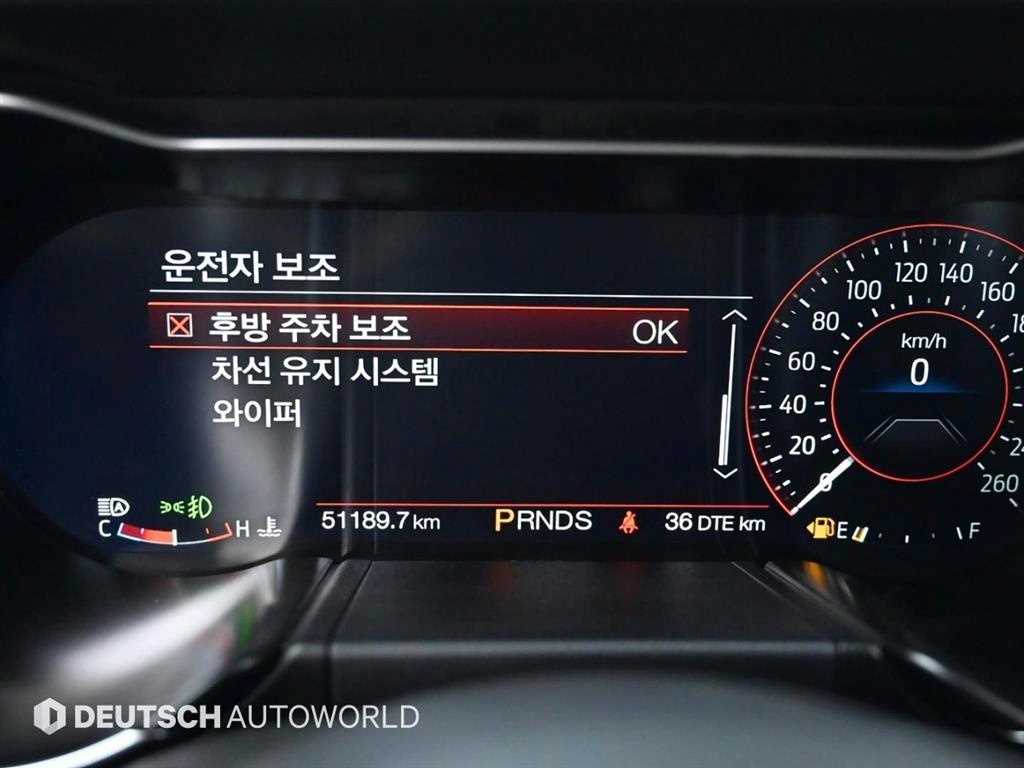 운전자 보조
후방 주차 보조 OK
차선 유지 시스템
와이퍼
C H
51189.7 km PRNDS 36 DTE km
0 20 40 60 80 100 120 140 160
260
km/h
0
E F
DEUTSCH AUTOWORLD